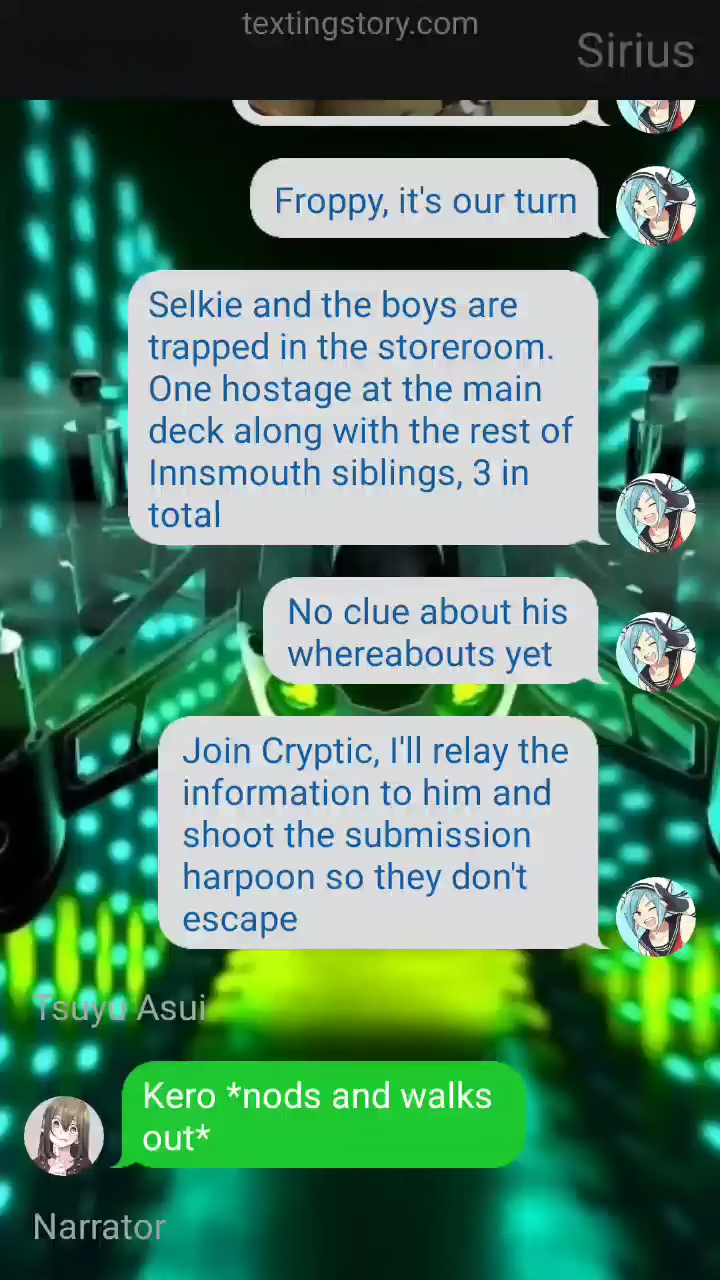 textingstory.com
Sirius
Froppy, it's our turn
Selkie and the boys are
trapped in the storeroom.
One hostage at the main
deck along with the rest of
Innsmouth siblings, 3 in
total
No clue about his
whereabouts yet
Join Cryptic, I'll relay the
information to him and
shoot the submission
harpoon so they don't
escape
Tsuyu Asui
Kero *nods and walks
out*
Narrator